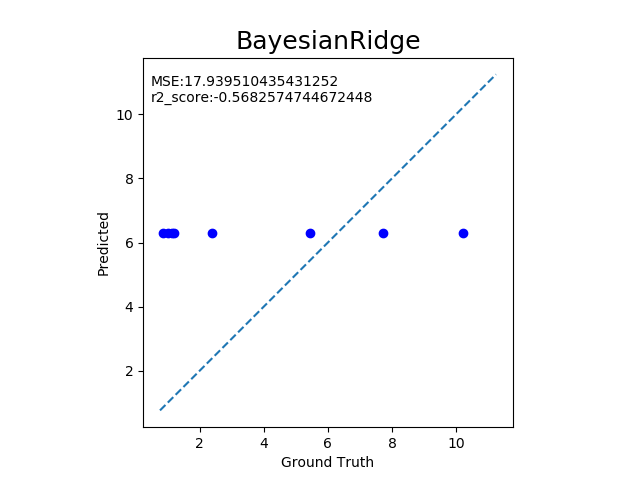 BayesianRidge
MSE:17.939510435431252
r2_score:-0.5682574744672448
10
8
6
4
2
Predicted
2 4 6 8 10
Ground Truth